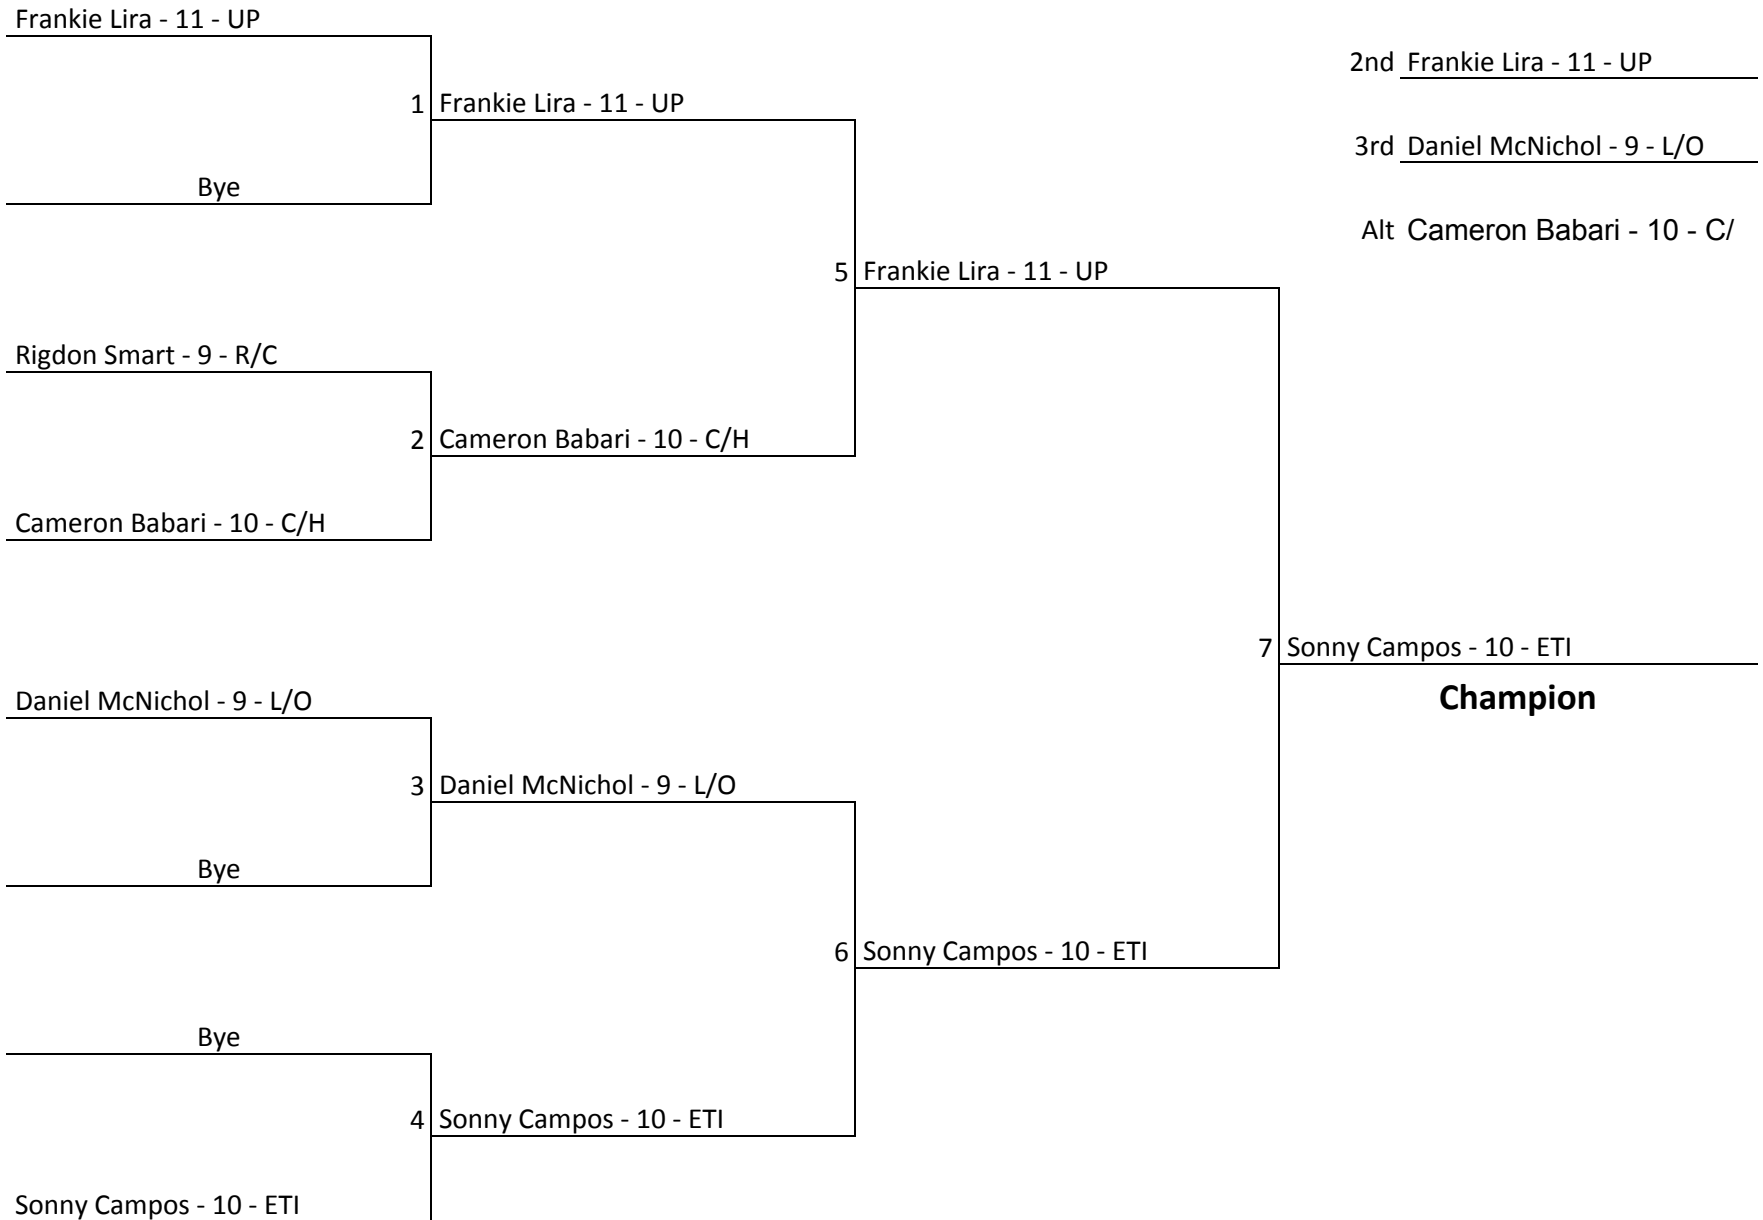 Frankie Lira - 11 - UP
2nd Frankie Lira - 11 - UP
1 Frankie Lira - 11 - UP
3rd Daniel McNichol - 9 - L/O
Bye
Alt Cameron Babari - 10 - C/
5 Frankie Lira - 11 - UP
Rigdon Smart - 9 - R/C
2 Cameron Babari - 10 - C/H
Cameron Babari - 10 - C/H
7 Sonny Campos - 10 - ETI
Daniel McNichol - 9 - L/O
Champion
3 Daniel McNichol - 9 - L/O
Bye
6 Sonny Campos - 10 - ETI
Bye
4 Sonny Campos - 10 - ETI
Sonny Campos - 10 - ETI